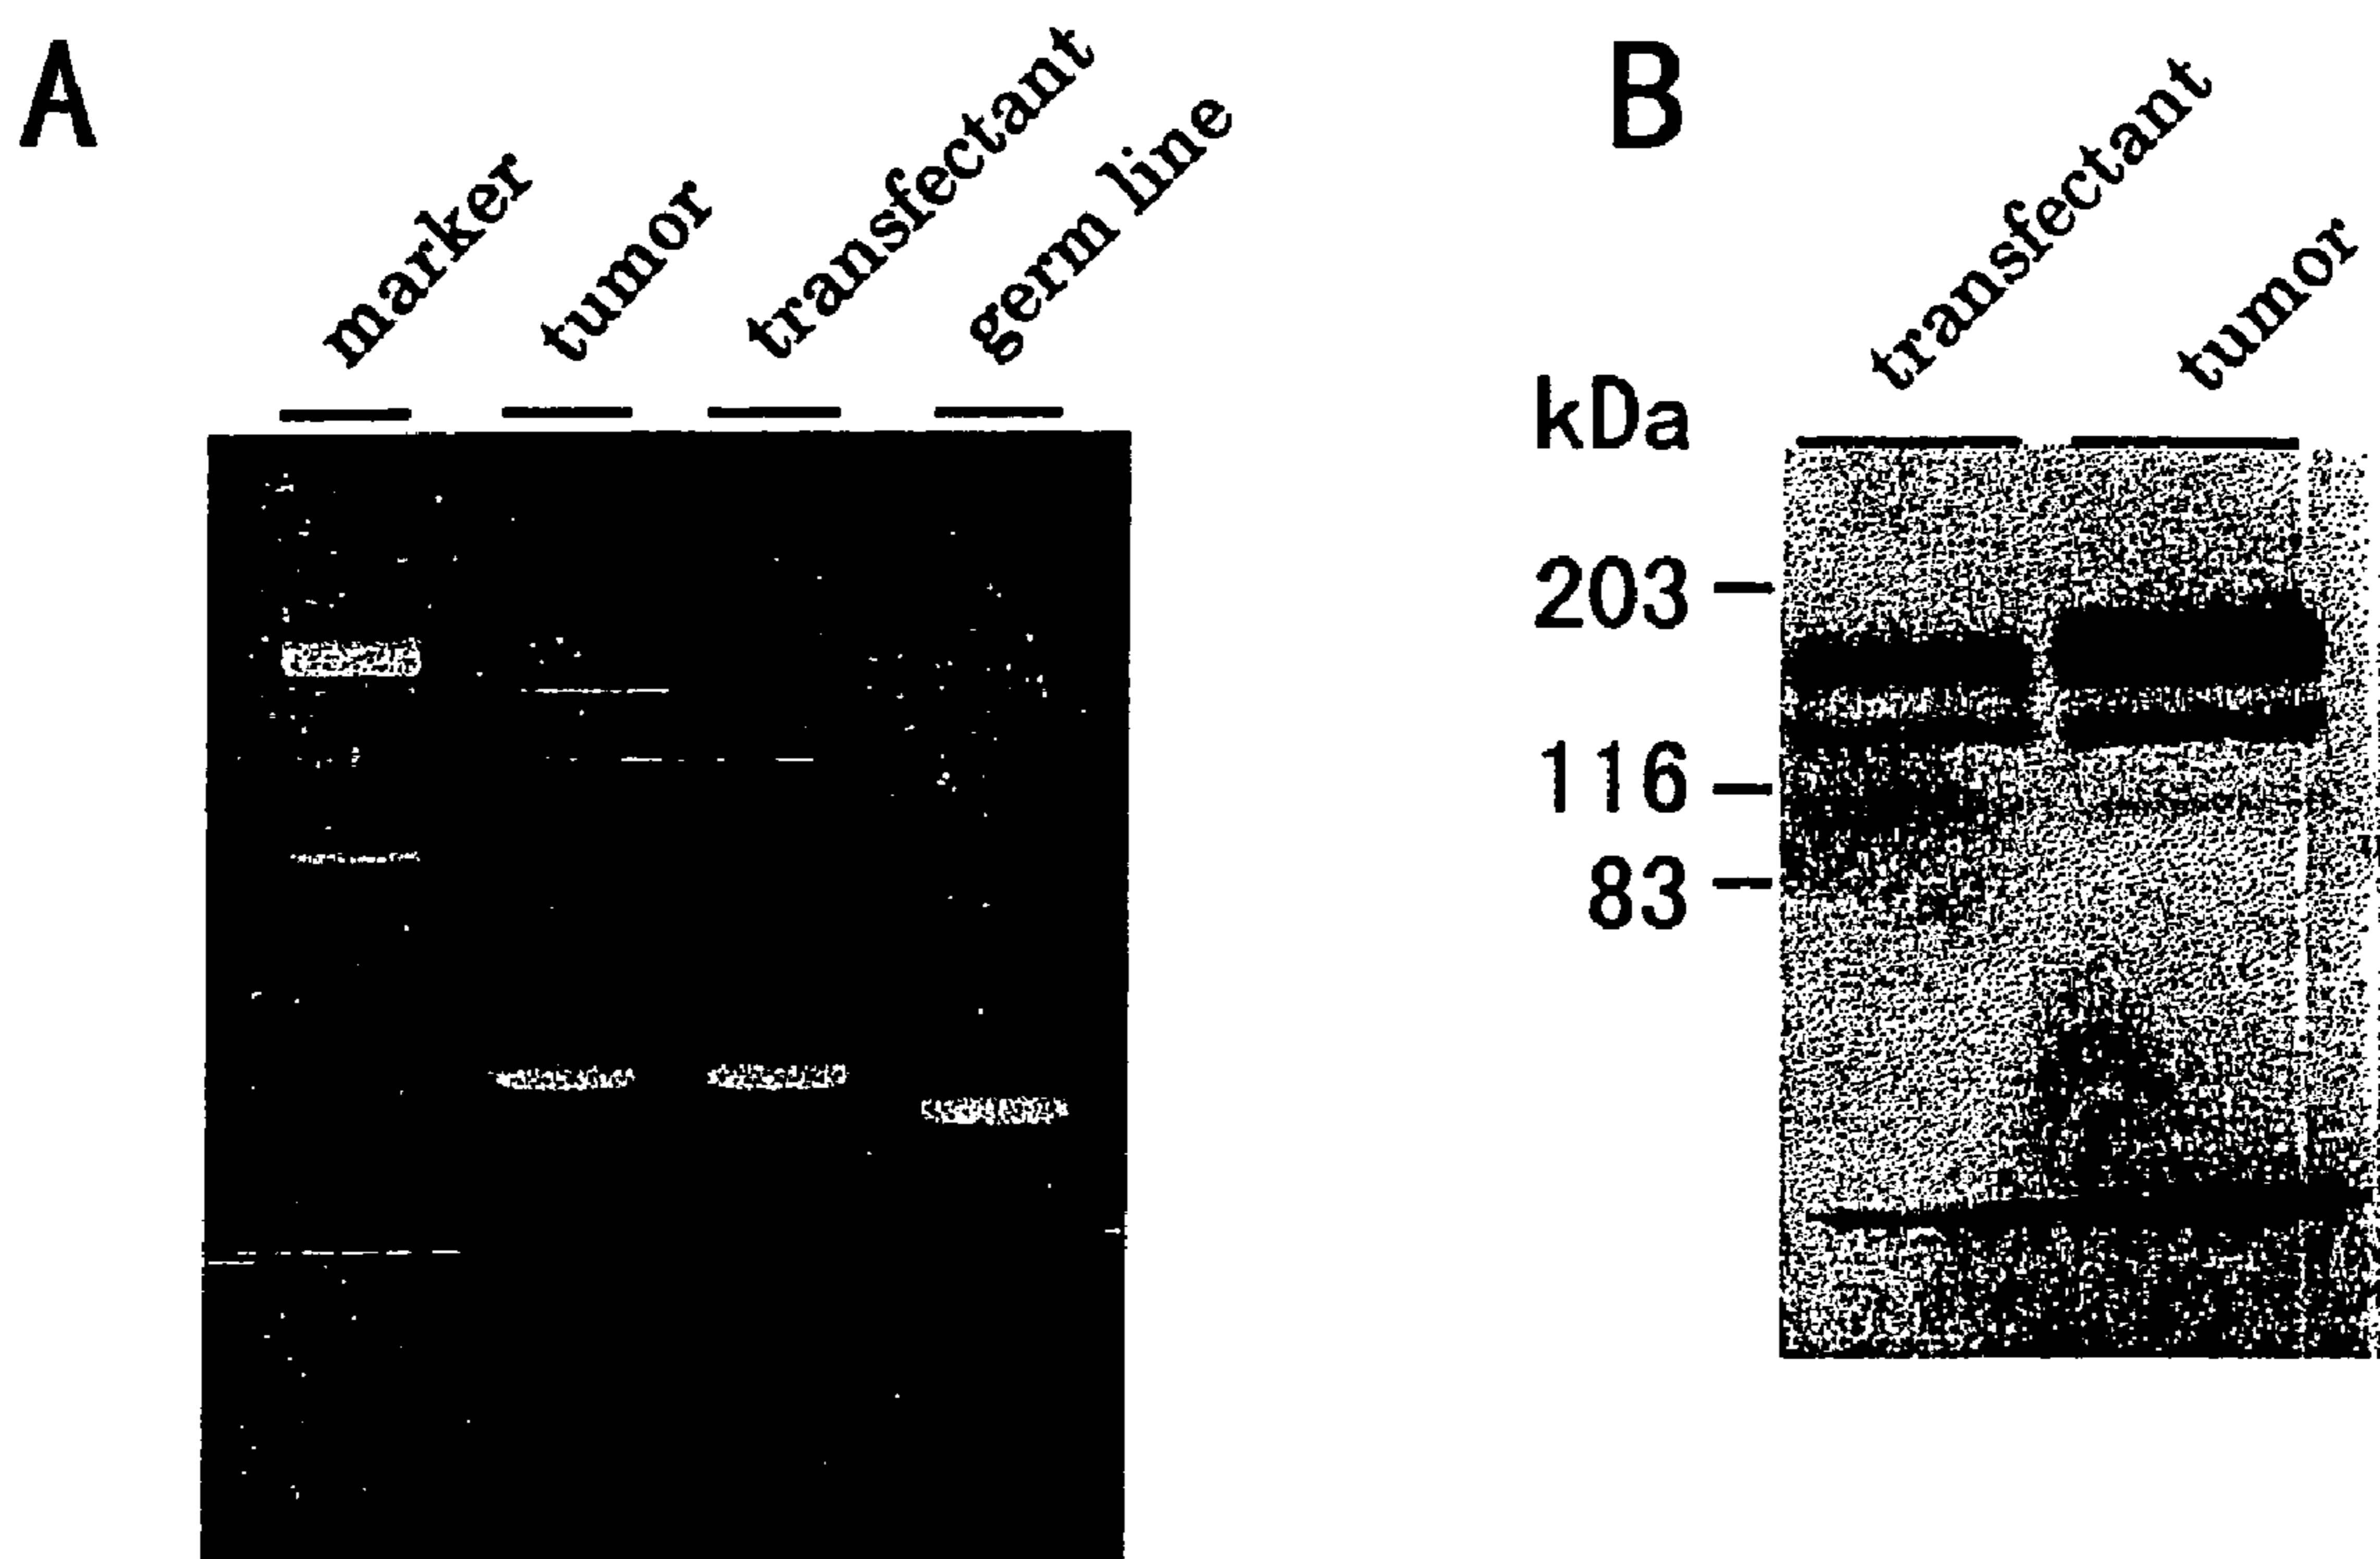 A
marker
tumor
transfectant
germ line
B
transfectant
tumor
kDa
203
116
83